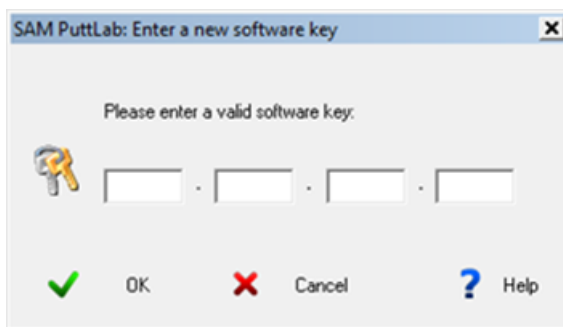 SAM PuttLab: Enter a new software key
Please enter a valid software key:
. . .
OK Cancel Help